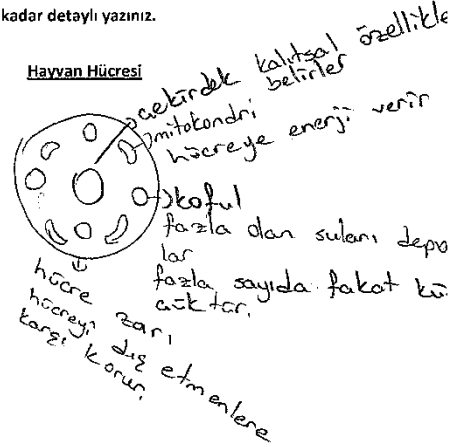 kadar detaylı yazınız.
Hayvan Hücresi
çekirdek kalıtsal özellikle
belirler
mitokondri
hücreye enerji verir
koful
fazla olan suları depo
lar
fazla sayıda fakat kü
çüktür.
hücre zarı
hücreyi dış etmenlere
karşı korur.